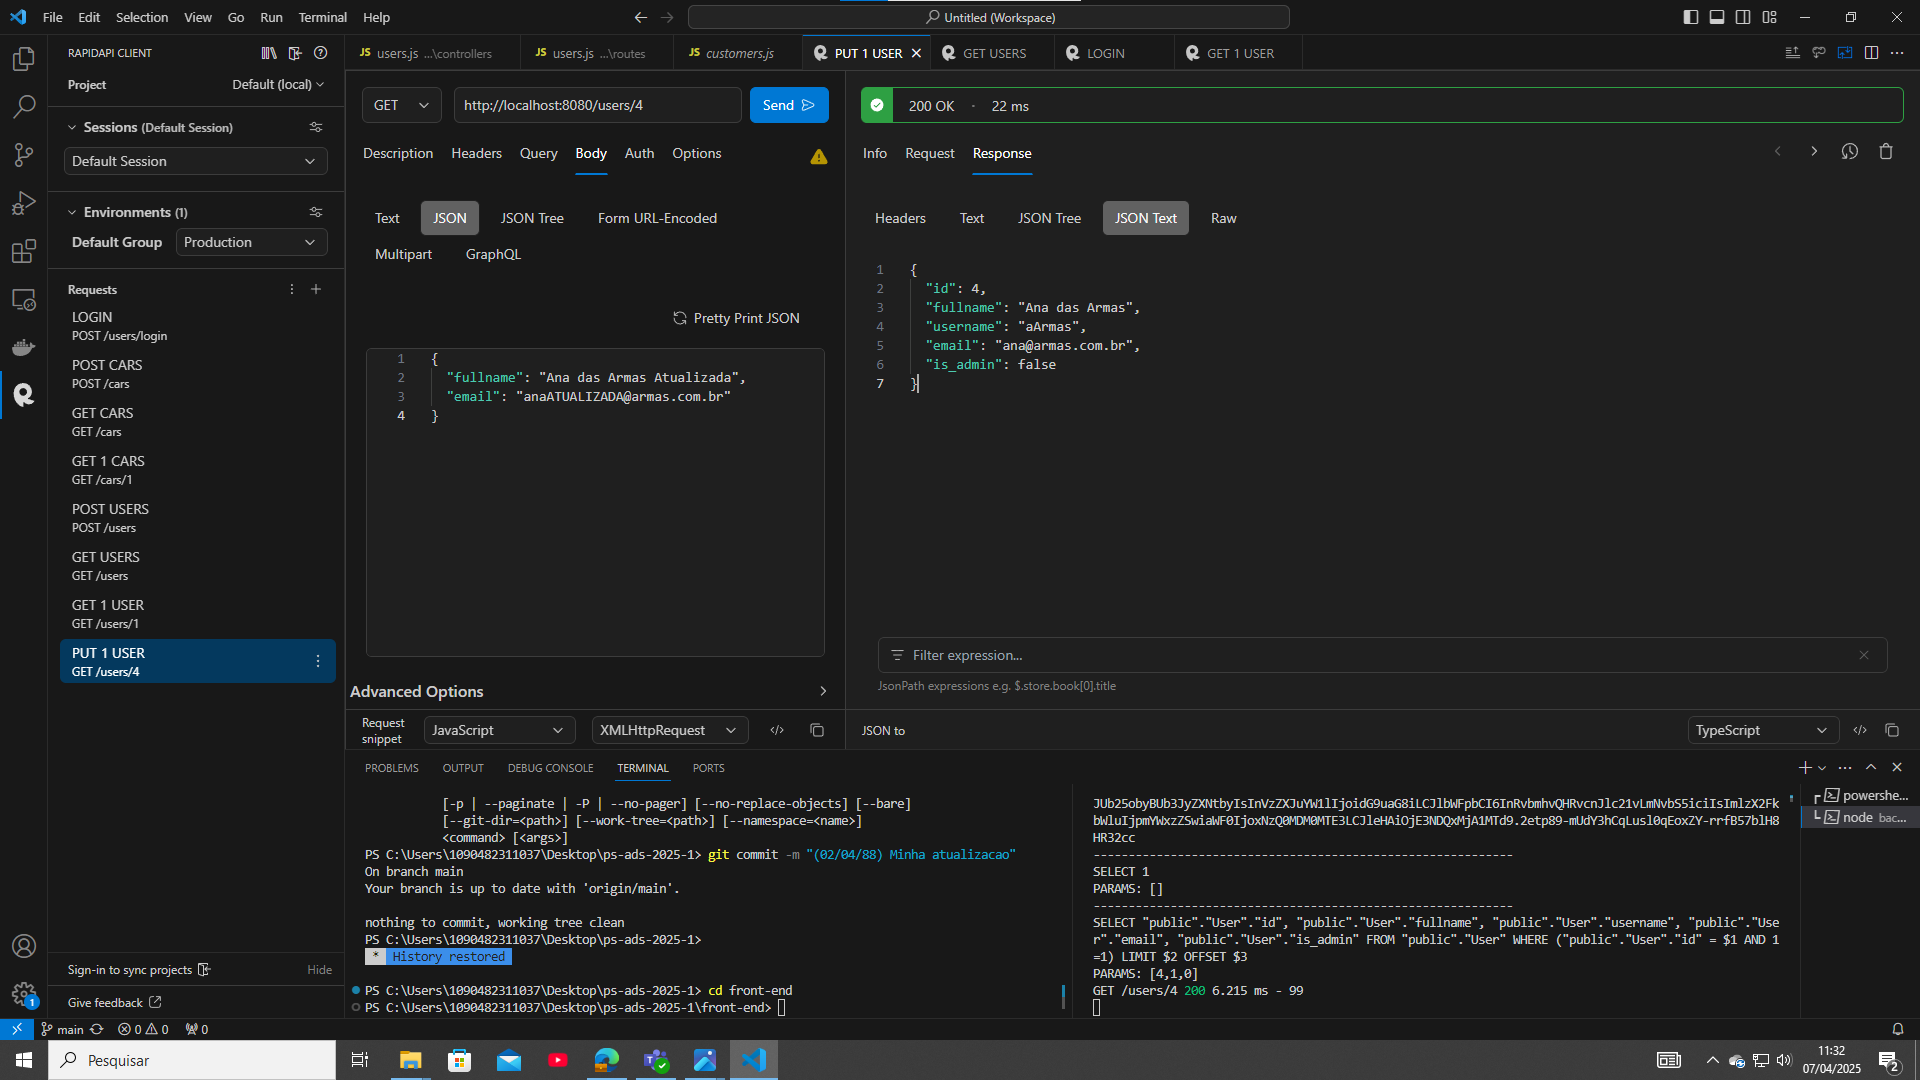 File Edit Selection View Go Run Terminal Help
Untitled (Workspace)
RAPIDAPI CLIENT
Project Default (local)
Sessions (Default Session)
Default Session
Environments (1)
Default Group Production
Requests
LOGIN
POST /users/login
POST CARS
POST /cars
GET CARS
GET /cars
GET 1 CARS
GET /cars/1
POST USERS
POST /users
GET USERS
GET /users
GET 1 USER
GET /users/1
PUT 1 USER
GET /users/4
Sign-in to sync projects Hide
Give feedback
JS users.js ...\controllers JS users.js ...\routes JS customers.js PUT 1 USER GET USERS LOGIN GET 1 USER
GET http://localhost:8080/users/4 Send
Description Headers Query Body Auth Options
Text JSON JSON Tree Form URL-Encoded
Multipart GraphQL
Pretty Print JSON
1 {
2 "fullname": "Ana das Armas Atualizada",
3 "email": "anaATUALIZADA@armas.com.br"
4 }
Advanced Options
Request snippet JavaScript XMLHttpRequest
200 OK · 22 ms
Info Request Response
Headers Text JSON Tree JSON Text Raw
1 {
2 "id": 4,
3 "fullname": "Ana das Armas",
4 "username": "aArmas",
5 "email": "ana@armas.com.br",
6 "is_admin": false
7 }
Filter expression...
JsonPath expressions e.g. $.store.book[0].title
JSON to TypeScript
PROBLEMS OUTPUT DEBUG CONSOLE TERMINAL PORTS
[-p | --paginate | -P | --no-pager] [--no-replace-objects] [--bare]
[--git-dir=<path>] [--work-tree=<path>] [--namespace=<name>]
<command> [<args>]
PS C:\Users\1090482311037\Desktop\ps-ads-2025-1> git commit -m "(02/04/88) Minha atualizacao"
On branch main
Your branch is up to date with 'origin/main'.
nothing to commit, working tree clean
PS C:\Users\1090482311037\Desktop\ps-ads-2025-1>
* History restored
PS C:\Users\1090482311037\Desktop\ps-ads-2025-1> cd front-end
PS C:\Users\1090482311037\Desktop\ps-ads-2025-1\front-end>
HR32cc
------------------------------------------------------------
SELECT 1
PARAMS: []
------------------------------------------------------------
SELECT "public"."User"."id", "public"."User"."fullname", "public"."User"."username", "public"."Use
r"."email", "public"."User"."is_admin" FROM "public"."User" WHERE ("public"."User"."id" = $1 AND 1
=1) LIMIT $2 OFFSET $3
PARAMS: [4,1,0]
GET /users/4 200 6.215 ms - 99
powershe...
node bac...
main 0 0 0
1
Pesquisar
11:32
07/04/2025
2